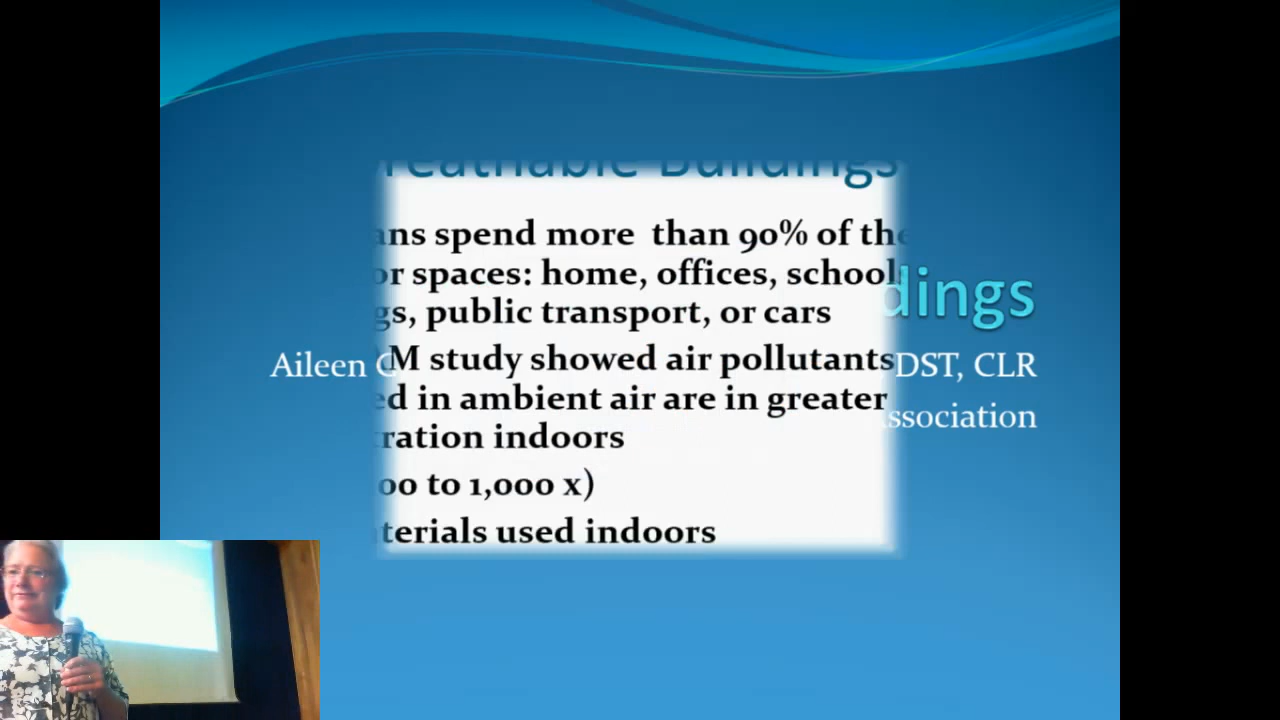 Breathable Buildings
ans spend more than 90% of the
or spaces: home, offices, school
gs, public transport, or cars
dings
M study showed air pollutants
Aileen
DST, CLR
ed in ambient air are in greater
ssociation
ration indoors
00 to 1,000 x)
terials used indoors